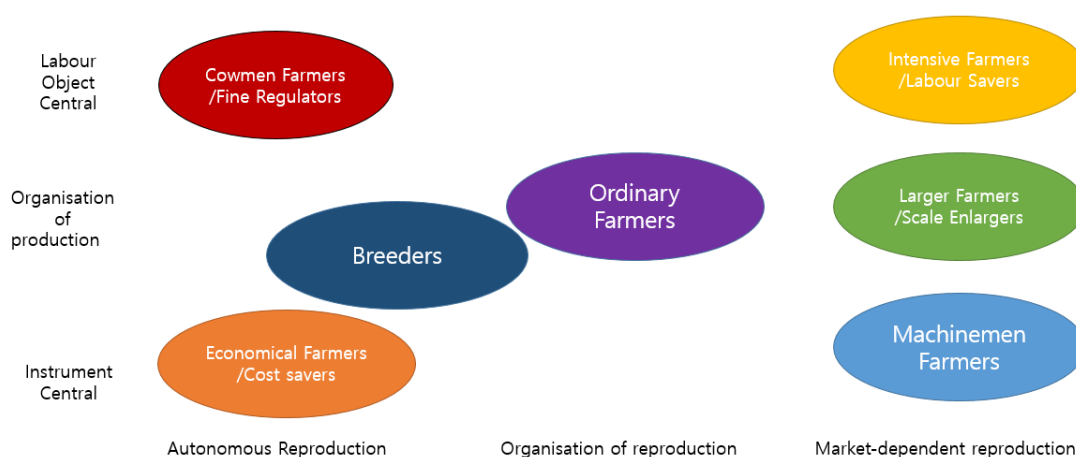 Labour
Object
Central
Cowmen Farmers
/Fine Regulators
Intensive Farmers
/Labour Savers
Organisation
of
production
Ordinary
Farmers
Larger Farmers
/Scale Enlargers
Breeders
Economical Farmers
/Cost savers
Machinemen
Farmers
Instrument
Central
Autonomous Reproduction
Organisation of reproduction
Market-dependent reproduction